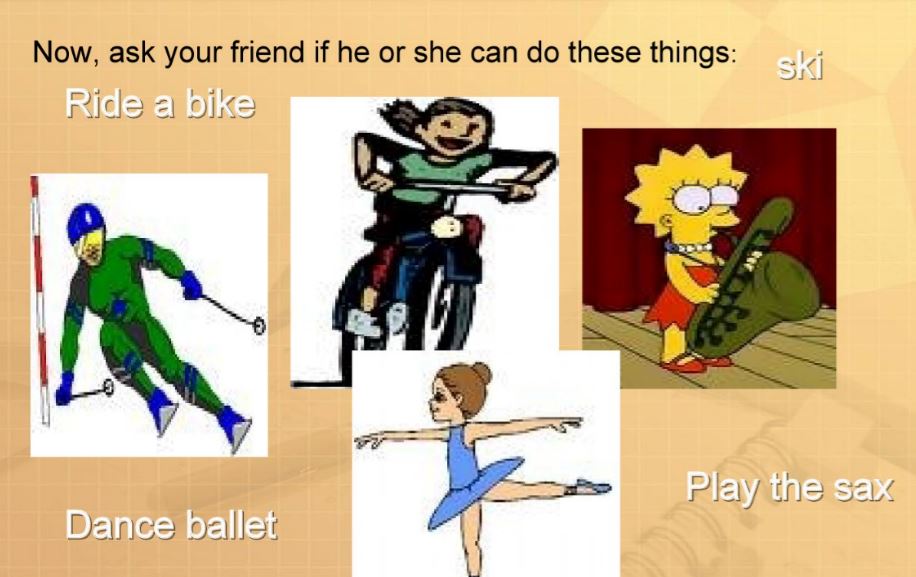 Now, ask your friend if he or she can do these things:
ski
Ride a bike
Play the sax
Dance ballet